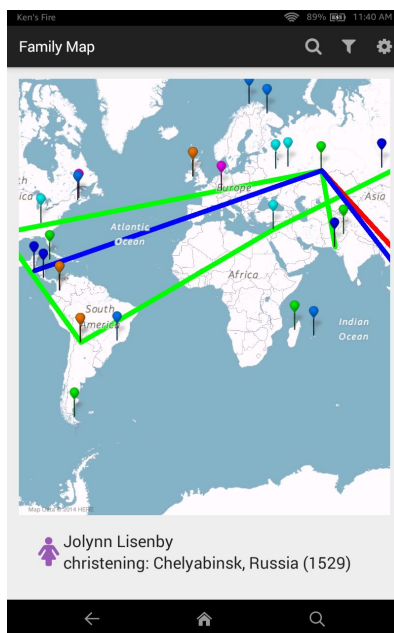 Ken's Fire
89%
11:40 AM
Family Map
Europe
Asia
Atlantic
Ocean
Africa
South
America
Indian
Ocean
Map Data © 2014 HERE
Jolynn Lisenby
christening: Chelyabinsk, Russia (1529)